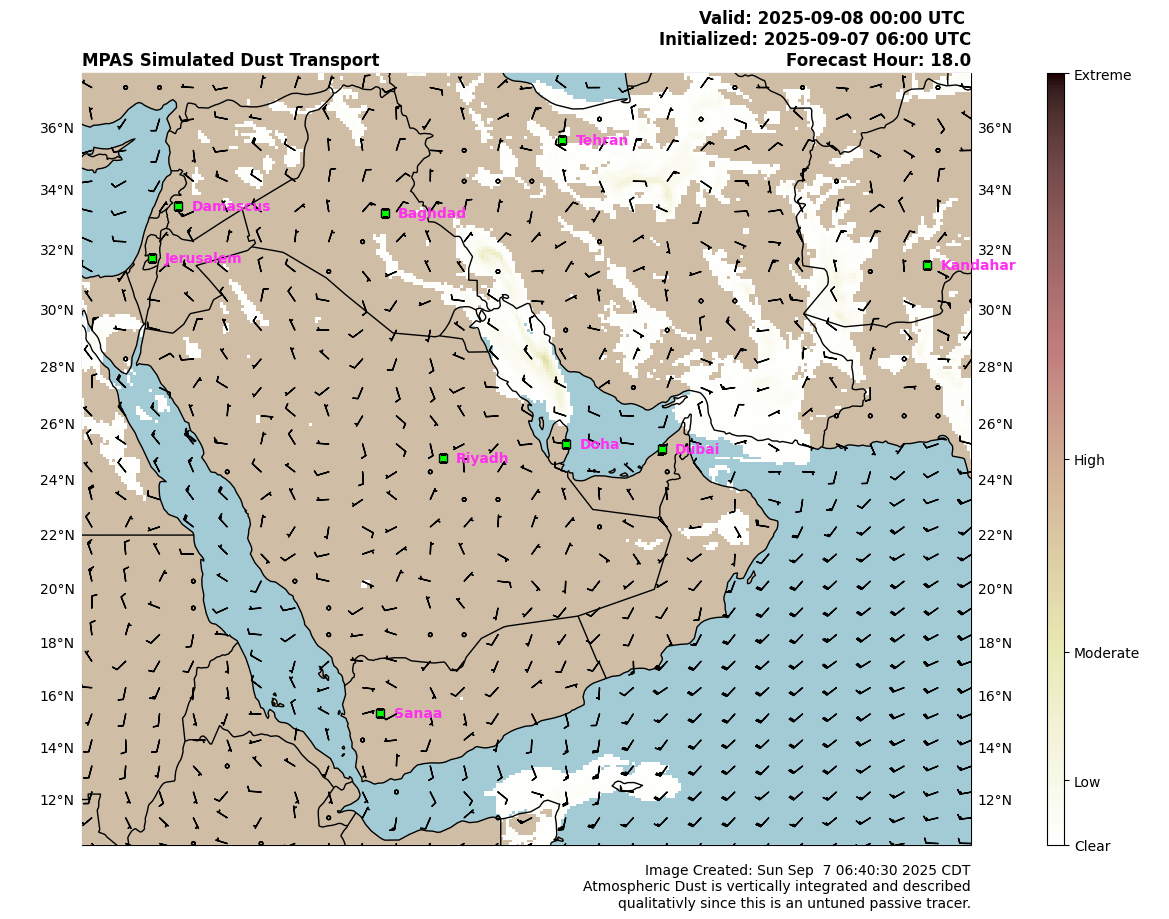 Valid: 2025-09-08 00:00 UTC
Initialized: 2025-09-07 06:00 UTC
MPAS Simulated Dust Transport
Forecast Hour: 18.0
Extreme
High
Moderate
Low
Clear
36°N
34°N
32°N
30°N
28°N
26°N
24°N
22°N
20°N
18°N
16°N
14°N
12°N
36°N
34°N
32°N
30°N
28°N
26°N
24°N
22°N
20°N
18°N
16°N
14°N
12°N
Tehran
Damascus
Baghdad
Jerusalem
Kandahar
Doha
Dubai
Riyadh
Sanaa
Image Created: Sun Sep  7 06:40:30 2025 CDT
Atmospheric Dust is vertically integrated and described
qualitativly since this is an untuned passive tracer.